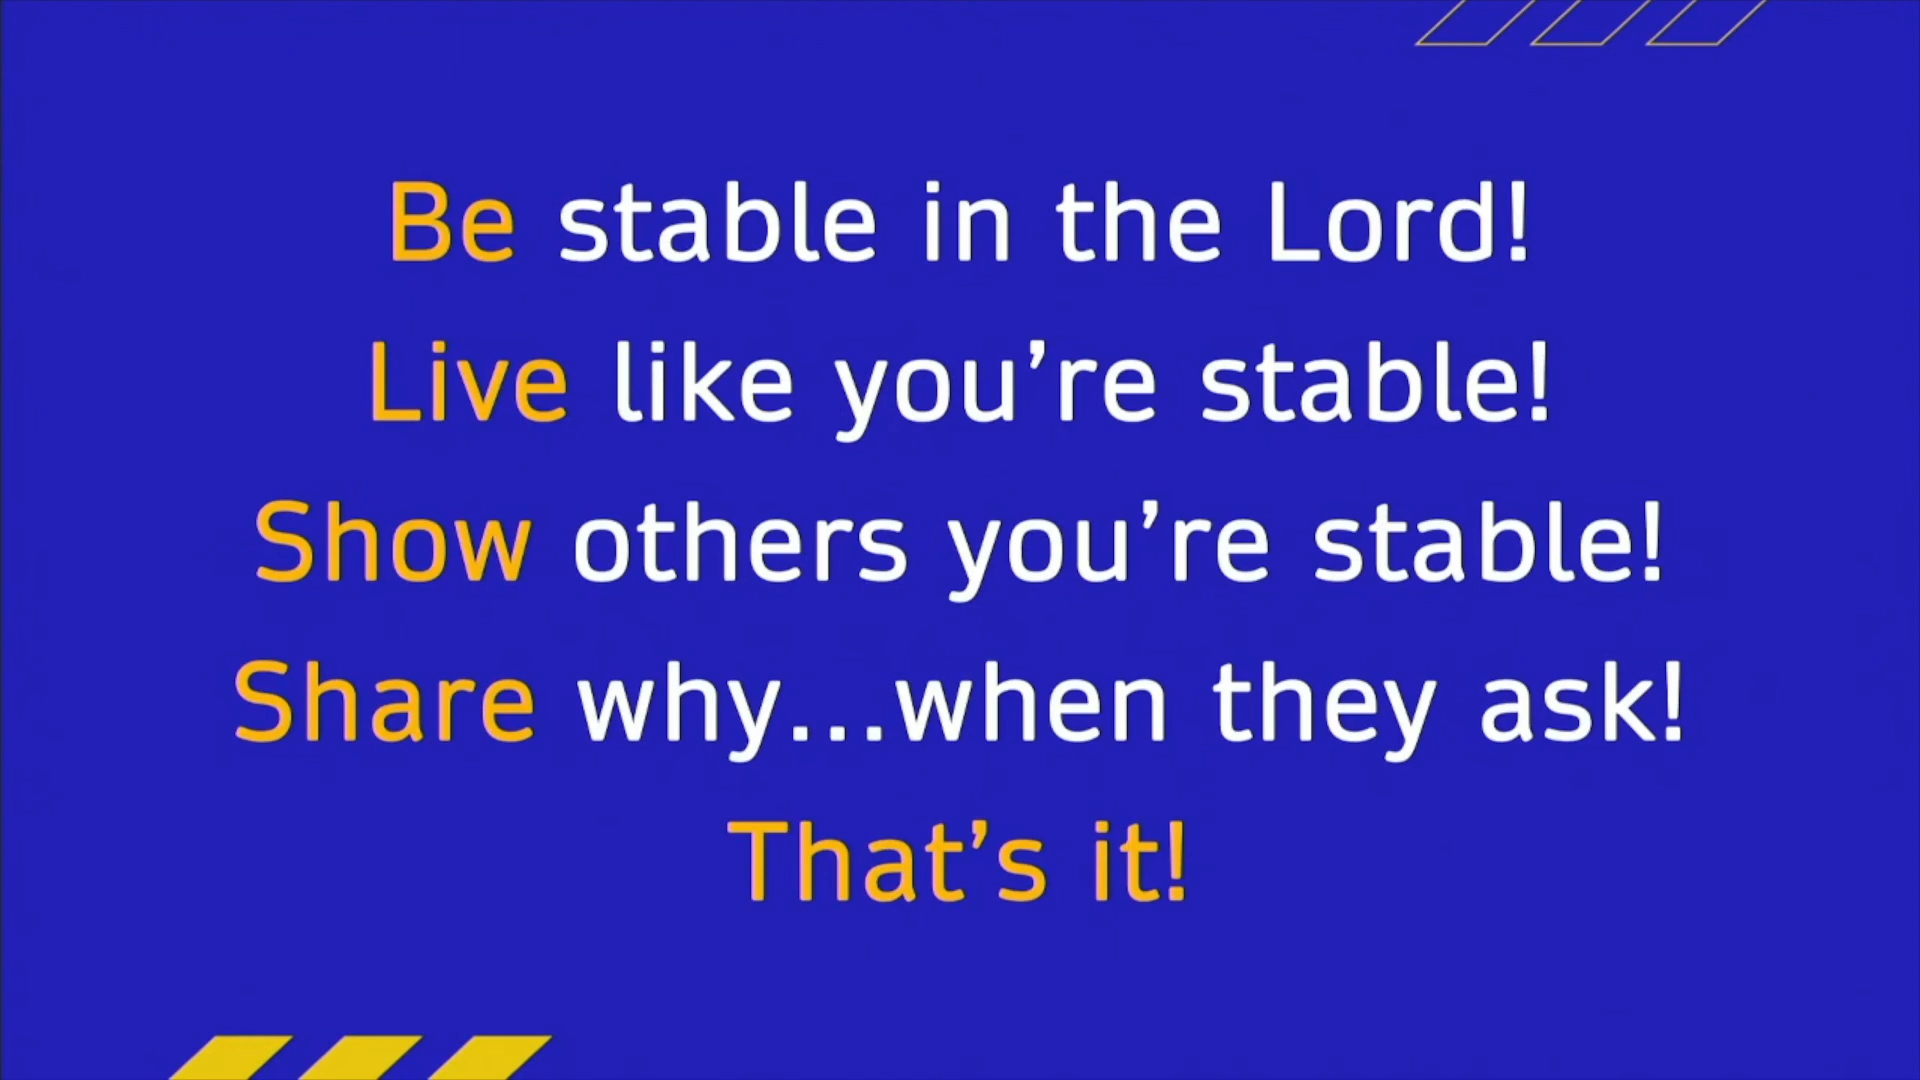 Be stable in the Lord!
Live like you’re stable!
Show others you’re stable!
Share why...when they ask!
That’s it!